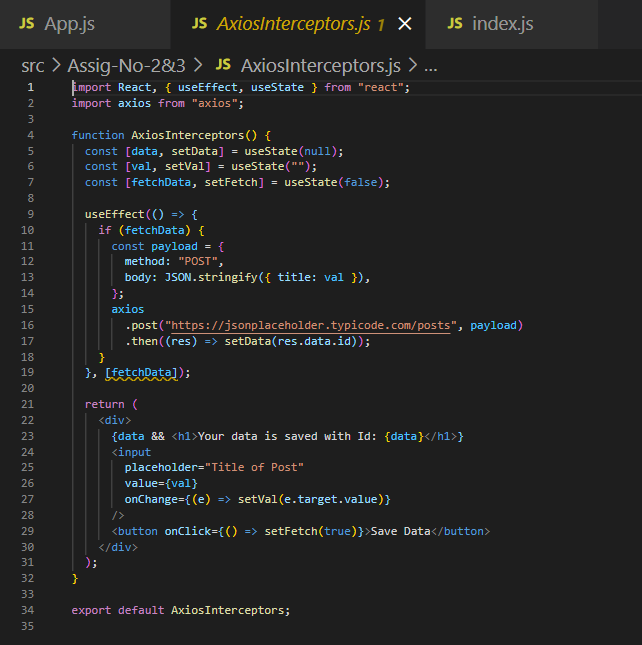 JS App.js JS AxiosInterceptors.js 1 × JS index.js
src > Assig-No-2&3 > JS AxiosInterceptors.js > ...
1 import React, { useEffect, useState } from "react";
2 import axios from "axios";
3
4 function AxiosInterceptors() {
5 const [data, setData] = useState(null);
6 const [val, setVal] = useState("");
7 const [fetchData, setFetch] = useState(false);
8
9 useEffect(() => {
10 if (fetchData) {
11 const payload = {
12 method: "POST",
13 body: JSON.stringify({ title: val }),
14 };
15 axios
16 .post("https://jsonplaceholder.typicode.com/posts", payload)
17 .then((res) => setData(res.data.id));
18 }
19 }, [fetchData]);
20
21 return (
22 <div>
23 {data && <h1>Your data is saved with Id: {data}</h1>}
24 <input
25 placeholder="Title of Post"
26 value={val}
27 onChange={(e) => setVal(e.target.value)}
28 />
29 <button onClick={() => setFetch(true)}>Save Data</button>
30 </div>
31 );
32 }
33
34 export default AxiosInterceptors;
35